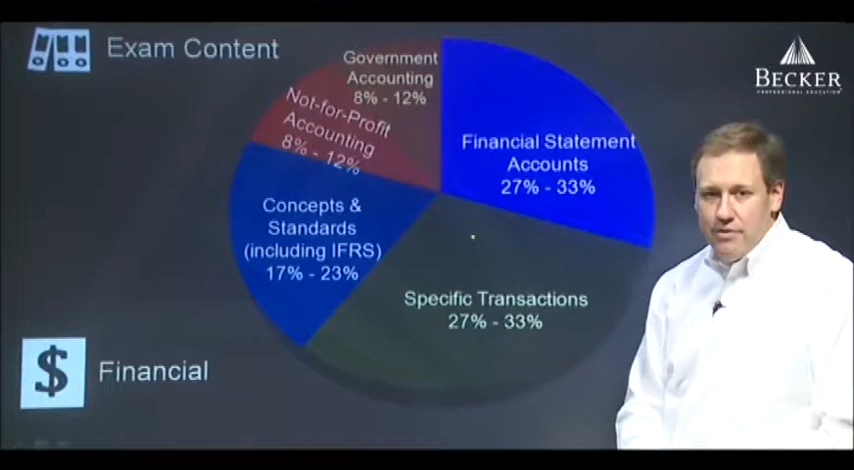 Exam Content
BECKER
PROFESSIONAL EDUCATION
Government
Accounting
8% - 12%
Not-for-Profit
Accounting
8% - 12%
Financial Statement
Accounts
27% - 33%
Concepts &
Standards
(including IFRS)
17% - 23%
Specific Transactions
27% - 33%
$
Financial